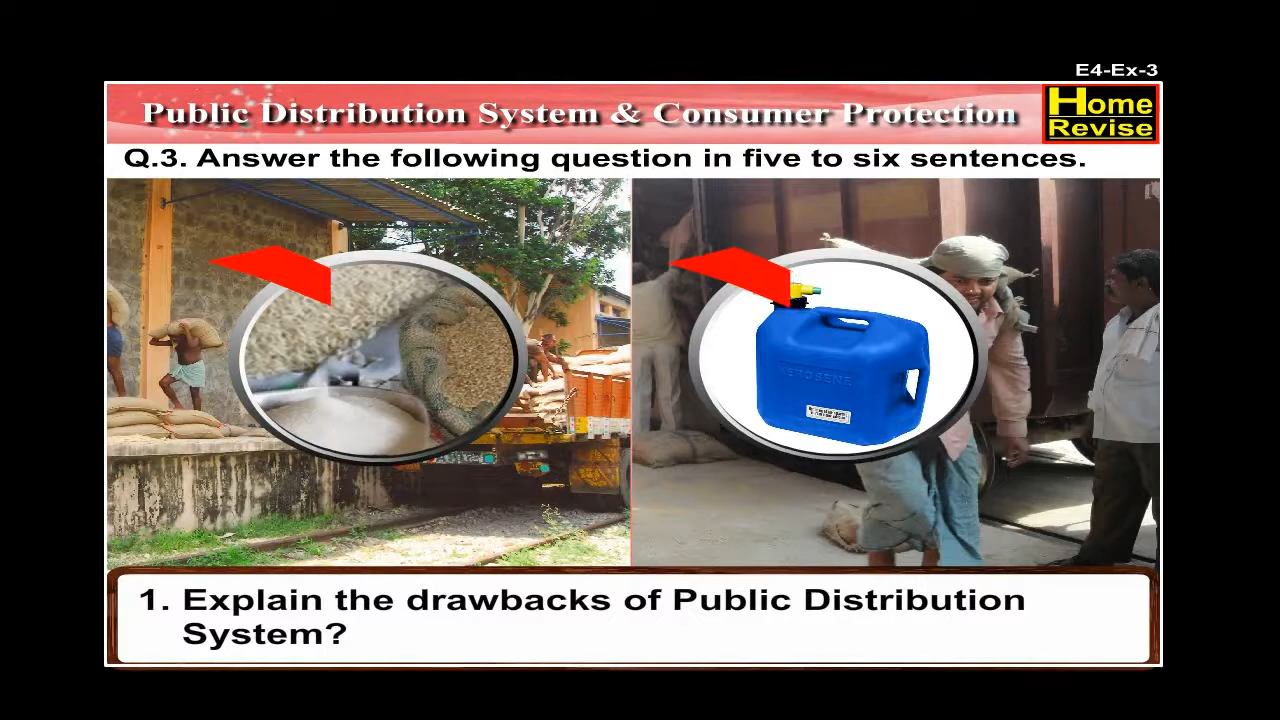 E4-Ex-3
Public Distribution System & Consumer Protection
Home
Revise
Q.3. Answer the following question in five to six sentences.
KEROSENE
1. Explain the drawbacks of Public Distribution
System?